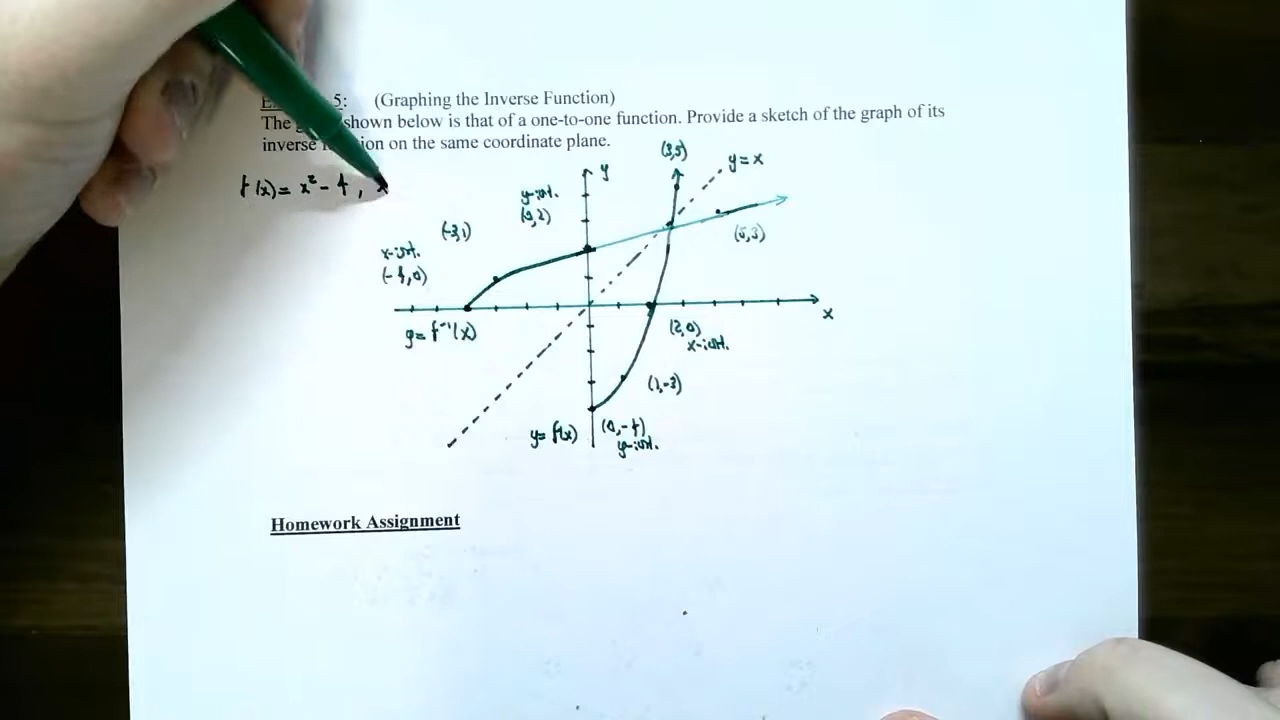 5: (Graphing the Inverse Function)
The shown below is that of a one-to-one function. Provide a sketch of the graph of its
inverse on the same coordinate plane.
f(x) = x² - 4, x
(3,5)
y = x
y
y-int.
(0,2)
(-3,1)
(5,3)
x-int.
(-4,0)
x
y = f⁻¹(x)
(2,0)
x-int.
(1,-3)
y = f(x)
(0,-4)
y-int.
Homework Assignment